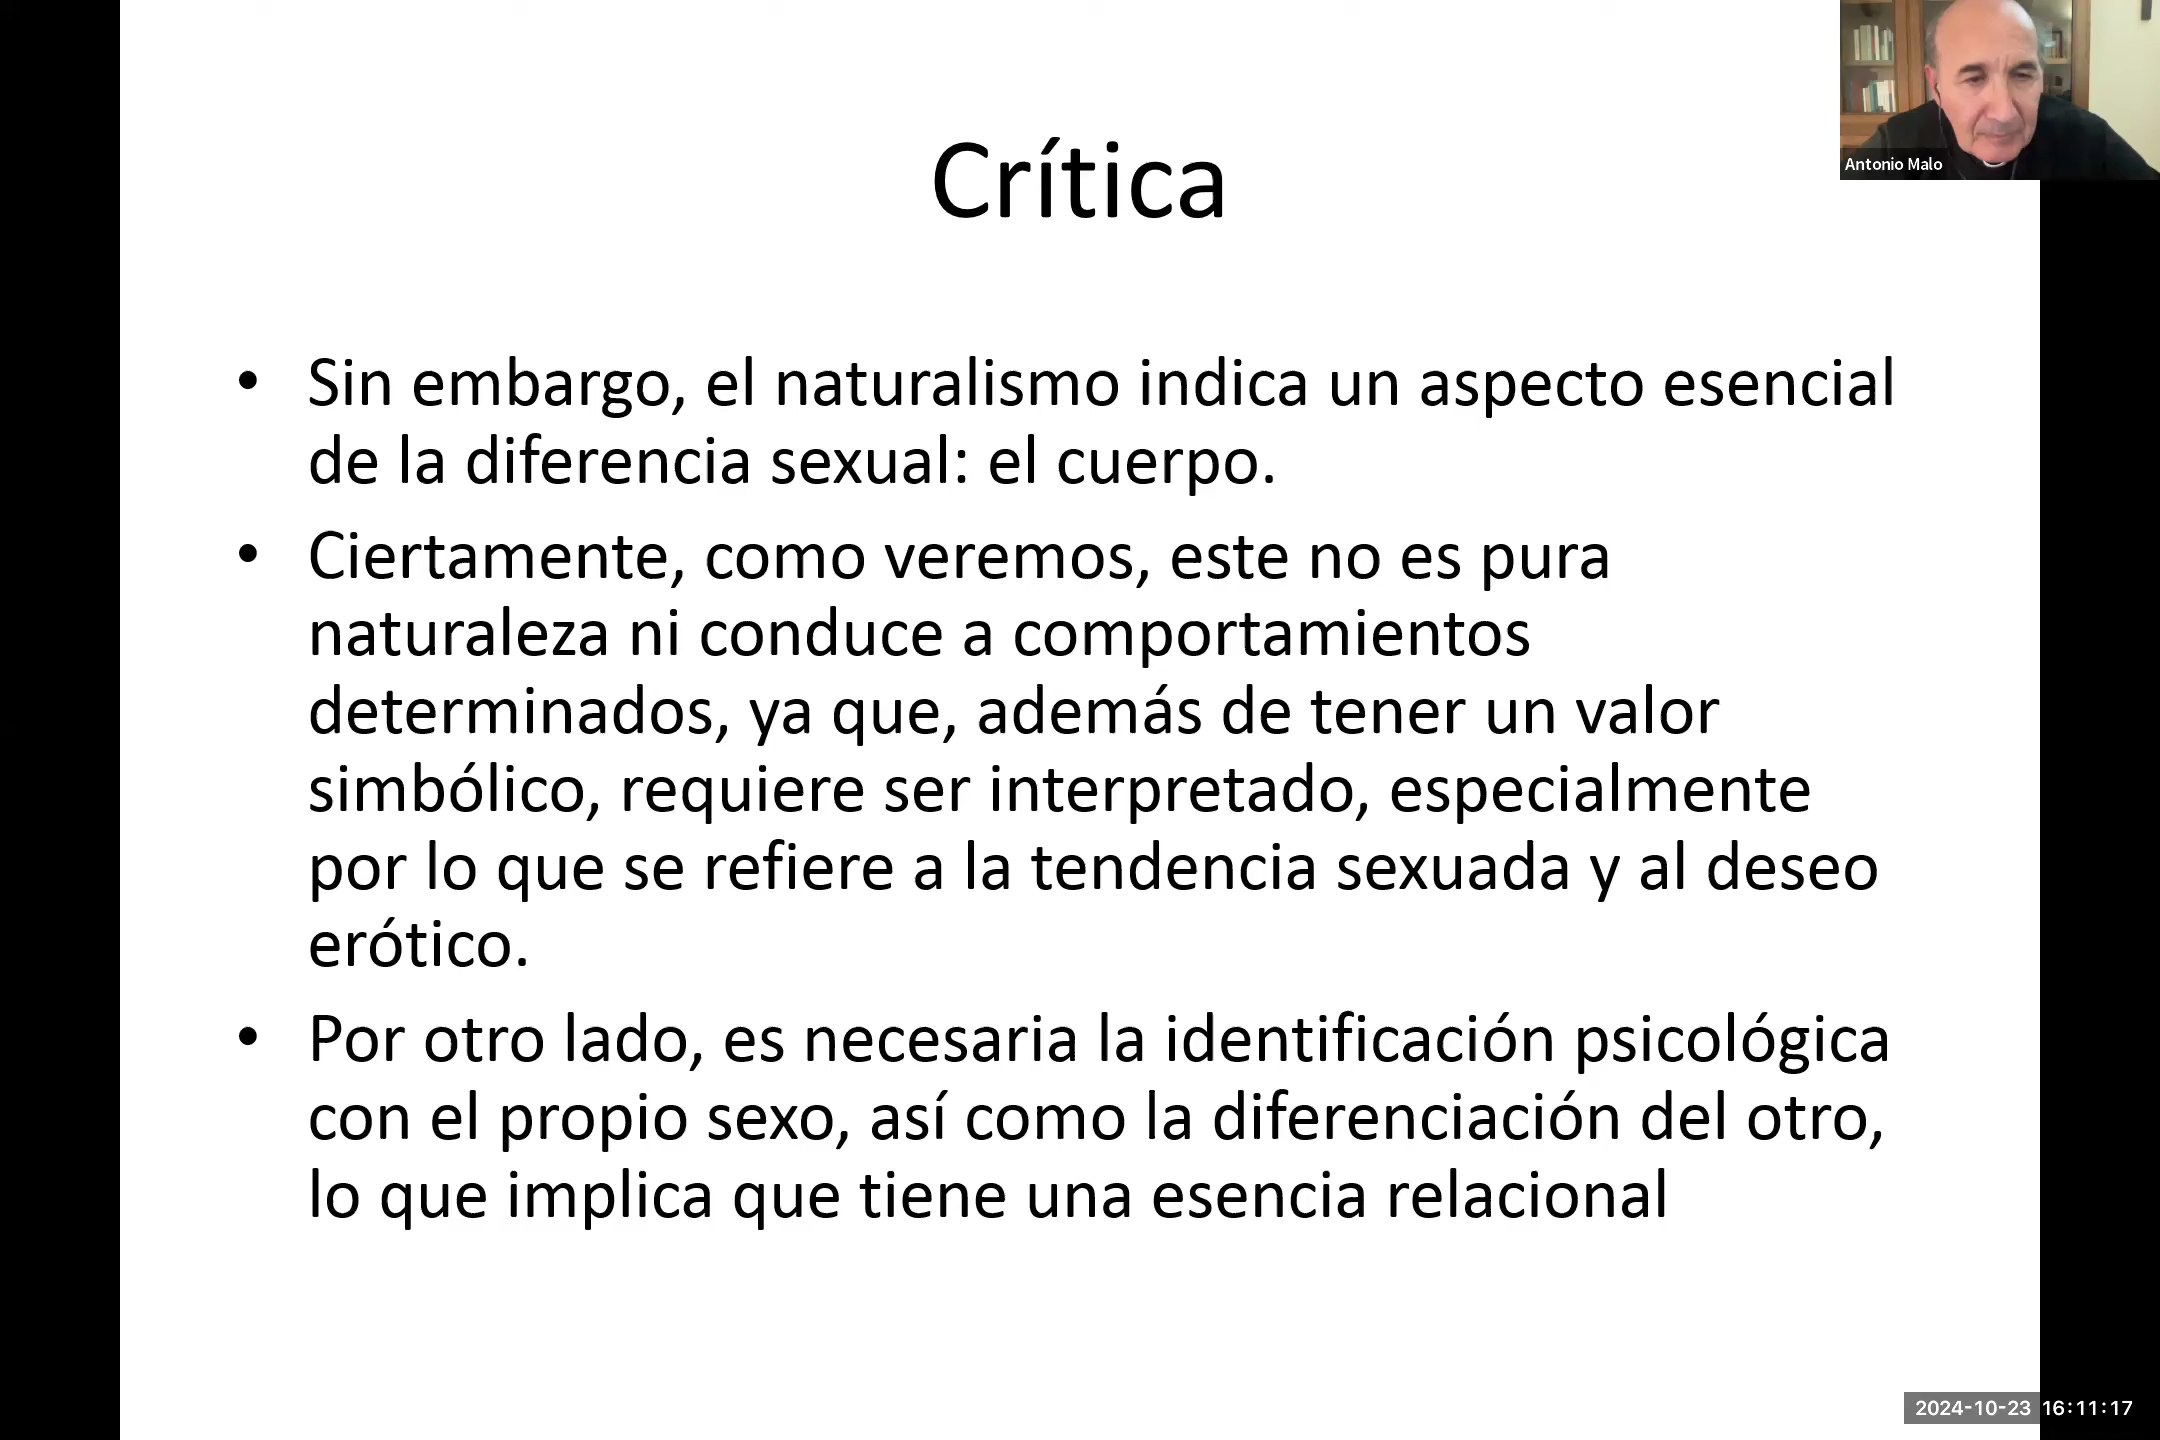 Antonio Malo
Crítica
• Sin embargo, el naturalismo indica un aspecto esencial
de la diferencia sexual: el cuerpo.
• Ciertamente, como veremos, este no es pura
naturaleza ni conduce a comportamientos
determinados, ya que, además de tener un valor
simbólico, requiere ser interpretado, especialmente
por lo que se refiere a la tendencia sexuada y al deseo
erótico.
• Por otro lado, es necesaria la identificación psicológica
con el propio sexo, así como la diferenciación del otro,
lo que implica que tiene una esencia relacional
2024-10-23 16:11:17